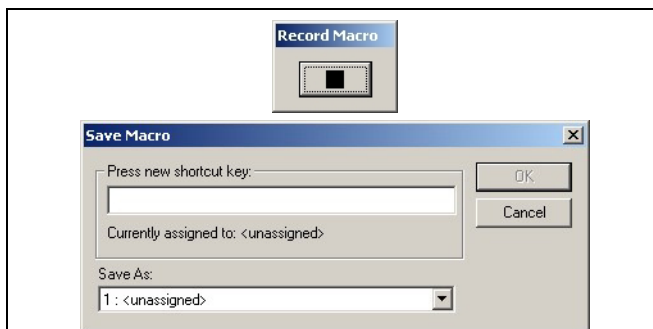 Record Macro
Save Macro
Press new shortcut key:
OK
Cancel
Currently assigned to: <unassigned>
Save As:
1 : <unassigned>